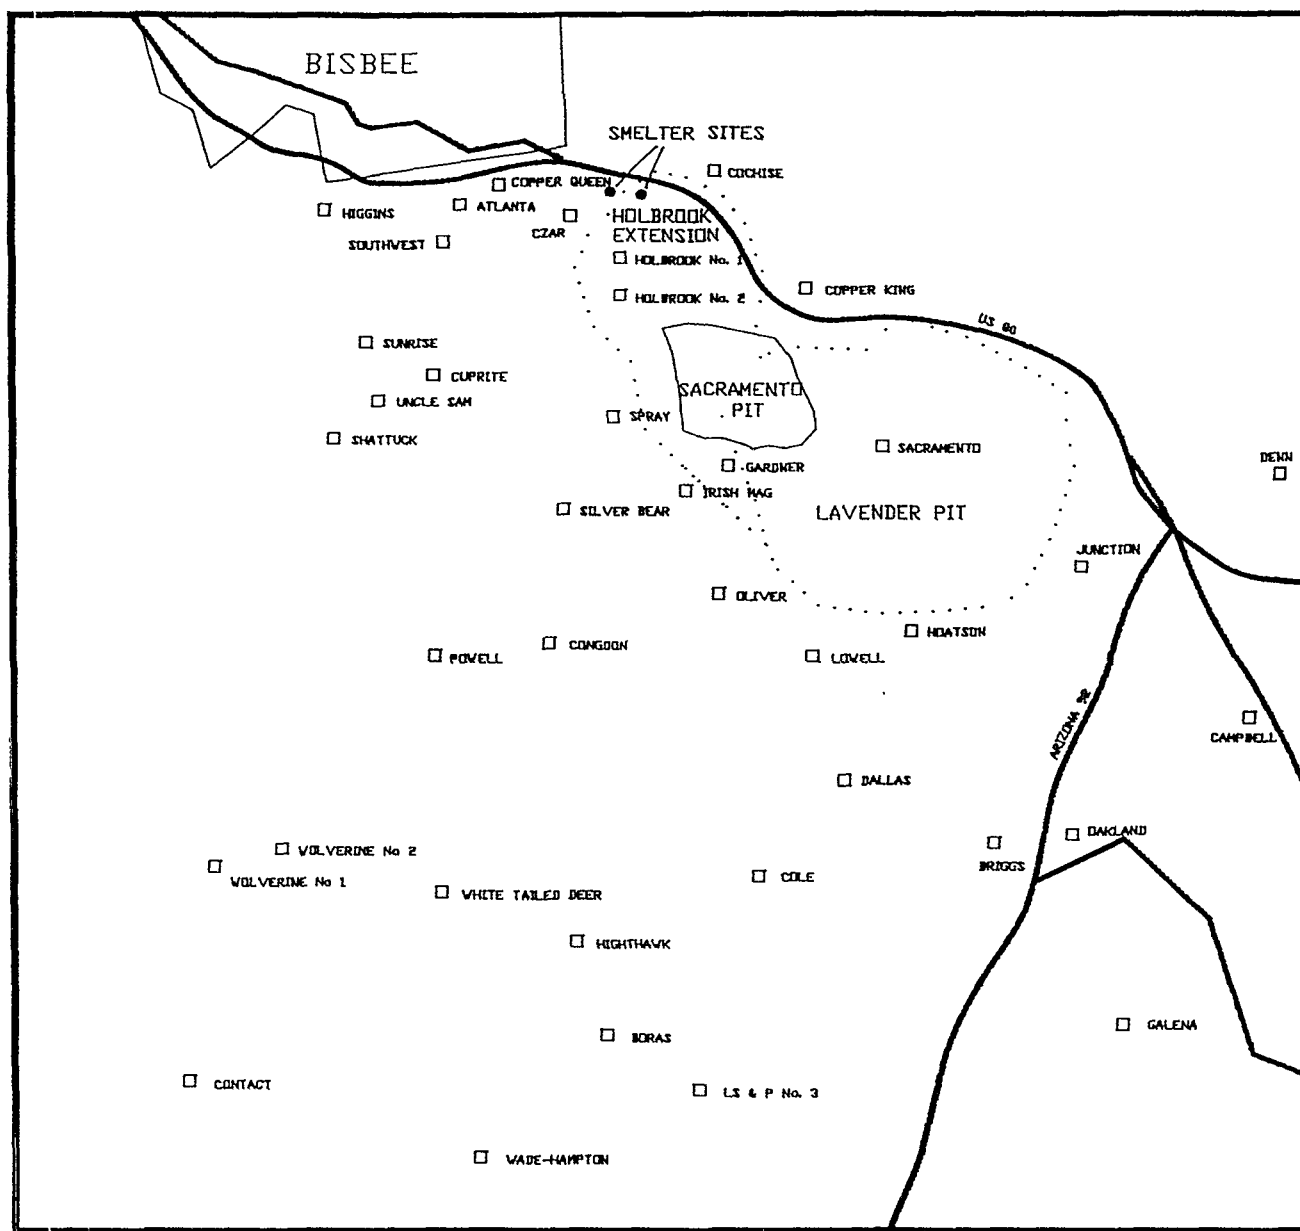 BISBEE
SMELTER SITES
COCHISE
COPPER QUEEN
ATLANTA
HIGGINS
HOLBROOK
EXTENSION
CZAR
SOUTHWEST
HOLBROOK No. 1
COPPER KING
HOLBROOK No. 2
US 80
SUNRISE
CUPRITE
SACRAMENTO
PIT
UNCLE SAM
SPRAY
SHATTUCK
SACRAMENTO
DENN
GARDNER
IRISH MAG
SILVER BEAR
LAVENDER PIT
JUNCTION
OLIVER
HOATSON
CONGDON
POWELL
LOWELL
ARIZONA 92
CAMPBELL
DALLAS
OAKLAND
WOLVERINE No 2
BRIGGS
WOLVERINE No 1
COLE
WHITE TAILED DEER
HIGHTHAWK
GALENA
BORAS
CONTACT
LS & P No. 3
WADE-HAMPTON